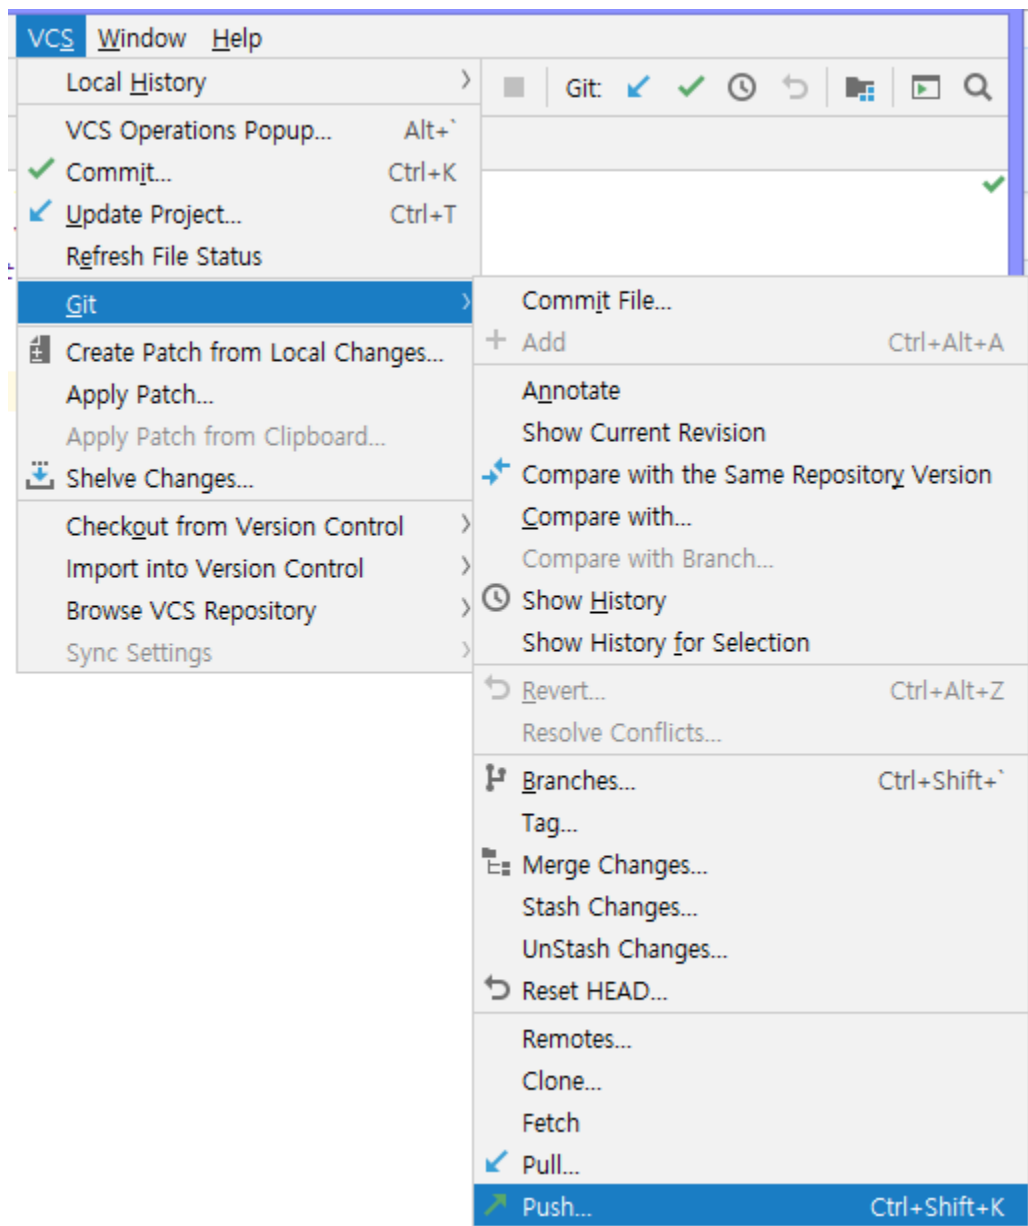 VCS Window Help
Local History
Git:
VCS Operations Popup... Alt+`
Commit... Ctrl+K
Update Project... Ctrl+T
Refresh File Status
Git
Create Patch from Local Changes...
Apply Patch...
Apply Patch from Clipboard...
Shelve Changes...
Checkout from Version Control
Import into Version Control
Browse VCS Repository
Sync Settings
Commit File...
Add Ctrl+Alt+A
Annotate
Show Current Revision
Compare with the Same Repository Version
Compare with...
Compare with Branch...
Show History
Show History for Selection
Revert... Ctrl+Alt+Z
Resolve Conflicts...
Branches... Ctrl+Shift+`
Tag...
Merge Changes...
Stash Changes...
UnStash Changes...
Reset HEAD...
Remotes...
Clone...
Fetch
Pull...
Push... Ctrl+Shift+K